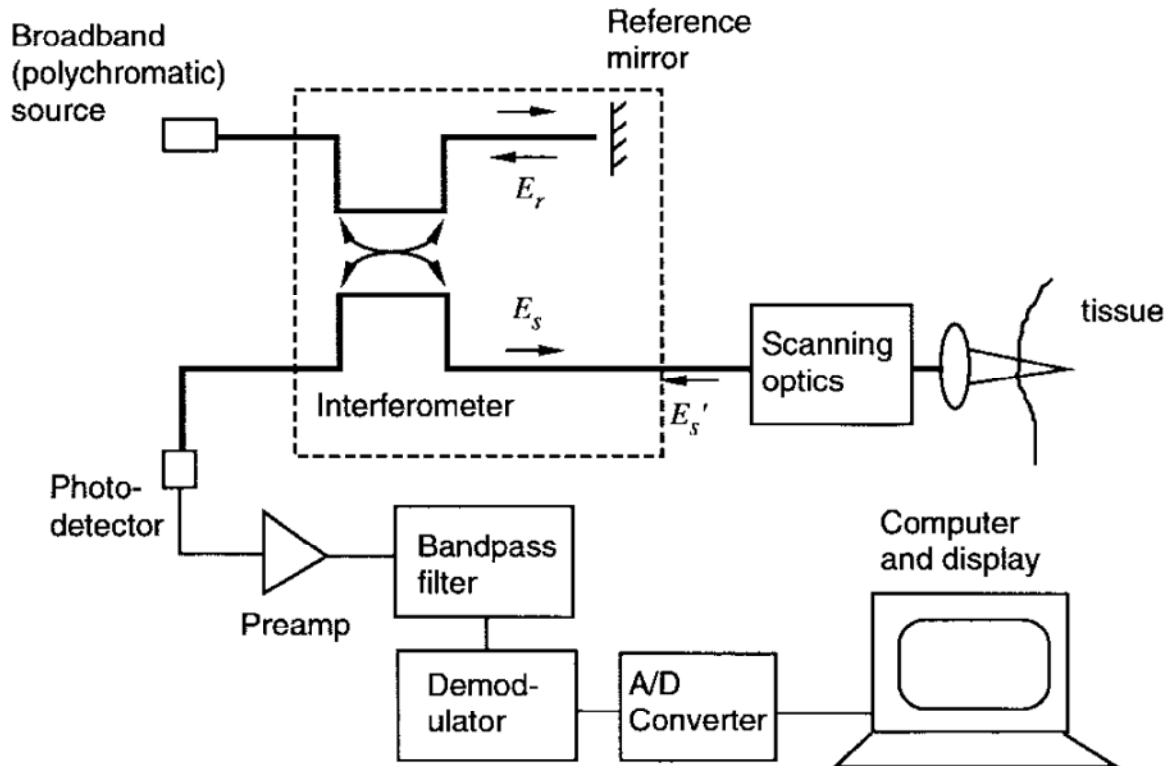 Broadband
(polychromatic)
source
Reference
mirror
E_r
E_s
tissue
Scanning
optics
Interferometer
E_s'
Photo-
detector
Computer
and display
Bandpass
filter
Preamp
Demod-
ulator
A/D
Converter